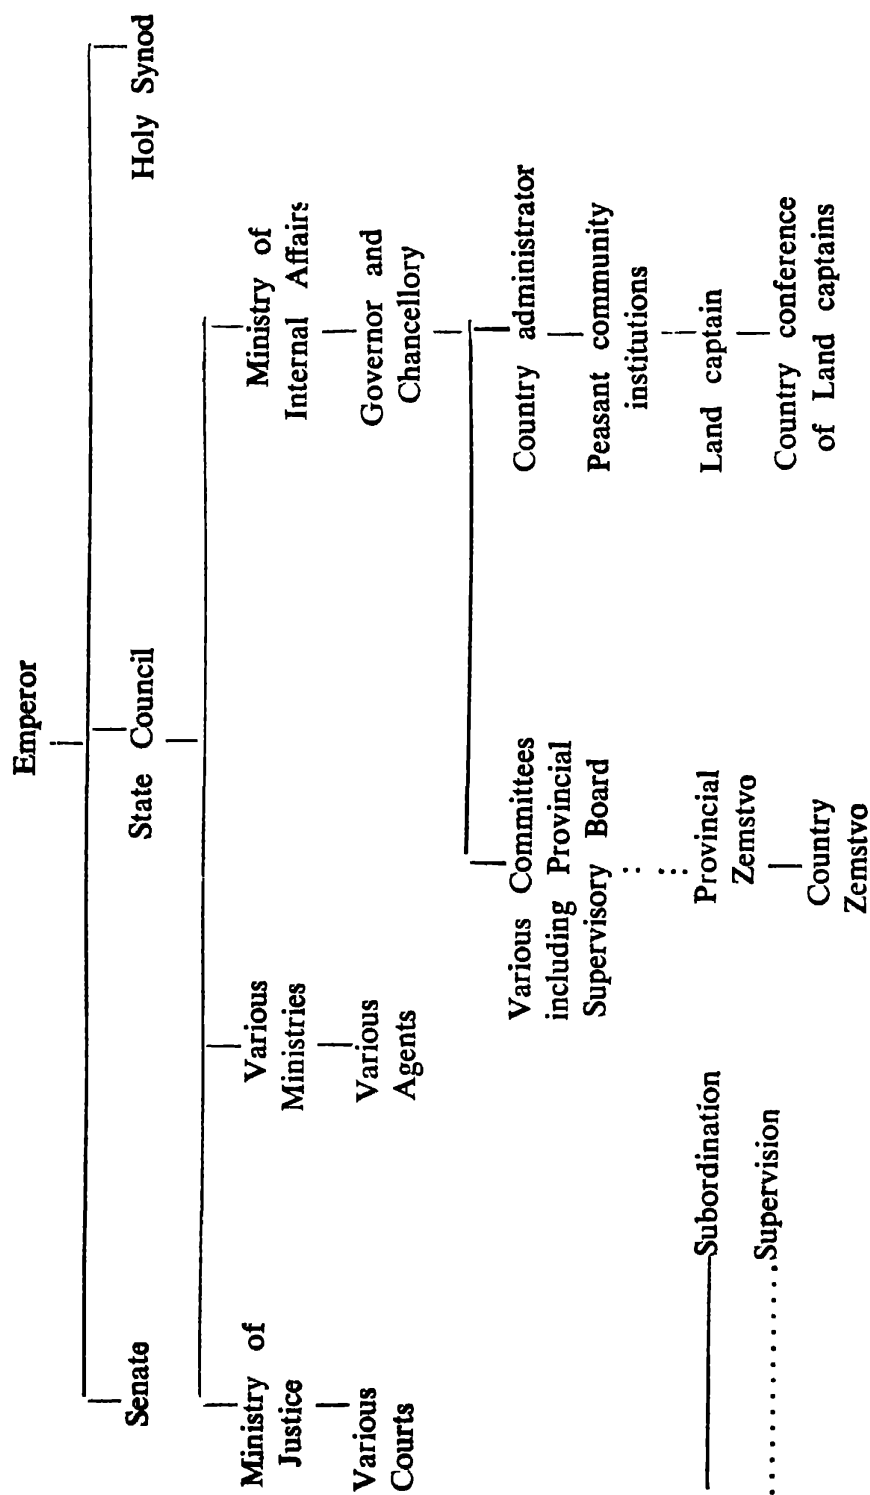 Emperor
Senate
State Council
Holy Synod
Ministry of
Justice
Various
Courts
Various
Ministries
Various
Agents
Ministry of
Internal Affairs
Governor and
Chancellory
Various Committees
including Provincial
Supervisory Board
Provincial
Zemstvo
Country
Zemstvo
Country administrator
Peasant community
institutions
Land captain
Country conference
of Land captains
Subordination
Supervision